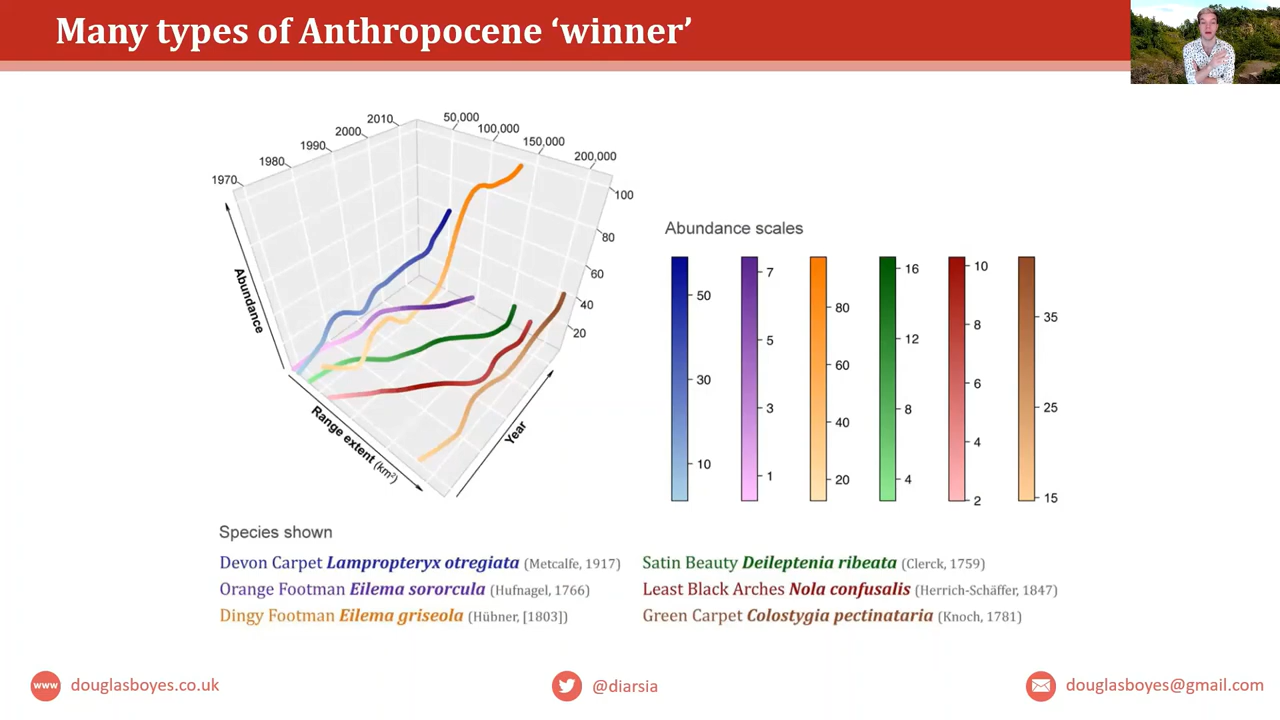 Many types of Anthropocene ‘winner’
1970
1980
1990
2000
2010
50,000
100,000
150,000
200,000
100
80
60
40
20
Abundance
Range extent (km²)
Year
Abundance scales
50
30
10
7
5
3
1
80
60
40
20
16
12
8
4
10
8
6
4
2
35
25
15
Species shown
Devon Carpet Lampropteryx otregiata (Metcalfe, 1917)
Orange Footman Eilema sororcula (Hufnagel, 1766)
Dingy Footman Eilema griseola (Hübner, [1803])
Satin Beauty Deileptenia ribeata (Clerck, 1759)
Least Black Arches Nola confusalis (Herrich-Schäffer, 1847)
Green Carpet Colostygia pectinataria (Knoch, 1781)
www douglasboyes.co.uk
@diarsia
douglasboyes@gmail.com